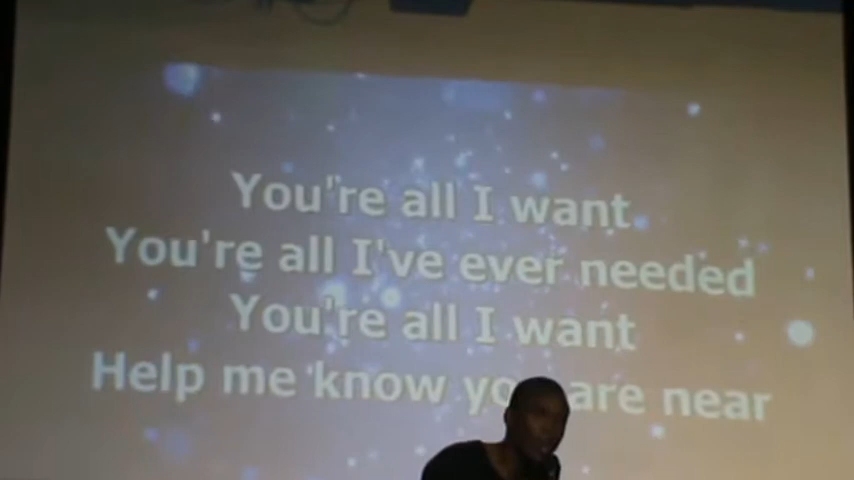 You're all I want
You're all I've ever needed
You're all I want
Help me know you are near